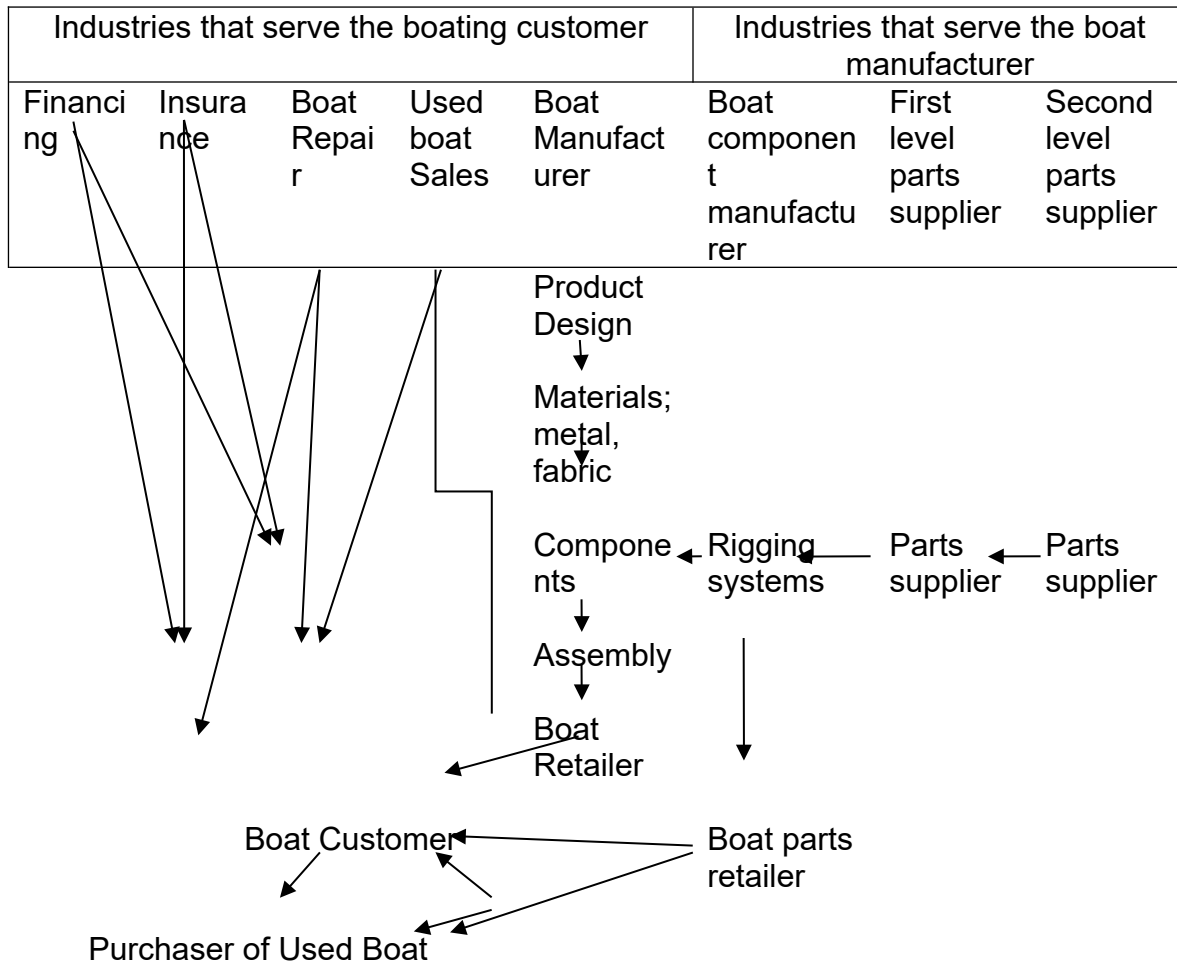 Industries that serve the boating customer
Industries that serve the boat
manufacturer
Financi
ng
Insura
nce
Boat
Repai
r
Used
boat
Sales
Boat
Manufact
urer
Boat
componen
t
manufactu
rer
First
level
parts
supplier
Second
level
parts
supplier
Product
Design
Materials;
metal,
fabric
Compone
nts
Rigging
systems
Parts
supplier
Parts
supplier
Assembly
Boat
Retailer
Boat Customer
Boat parts
retailer
Purchaser of Used Boat